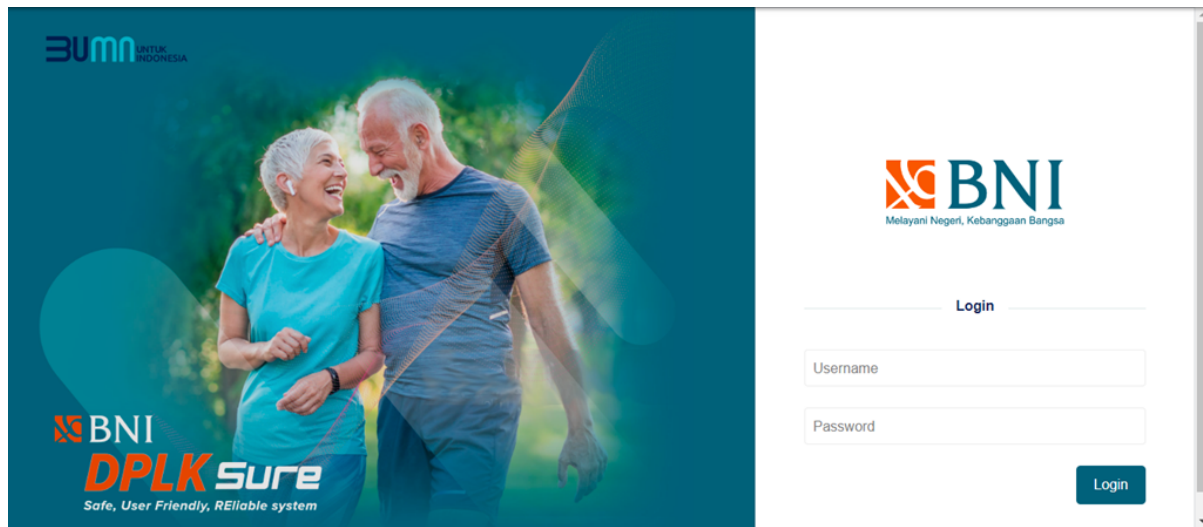 BUMN UNTUK
INDONESIA
BNI
DPLK Sure
Safe, User Friendly, REliable system
BNI
Melayani Negeri, Kebanggaan Bangsa
Login
Username
Password
Login